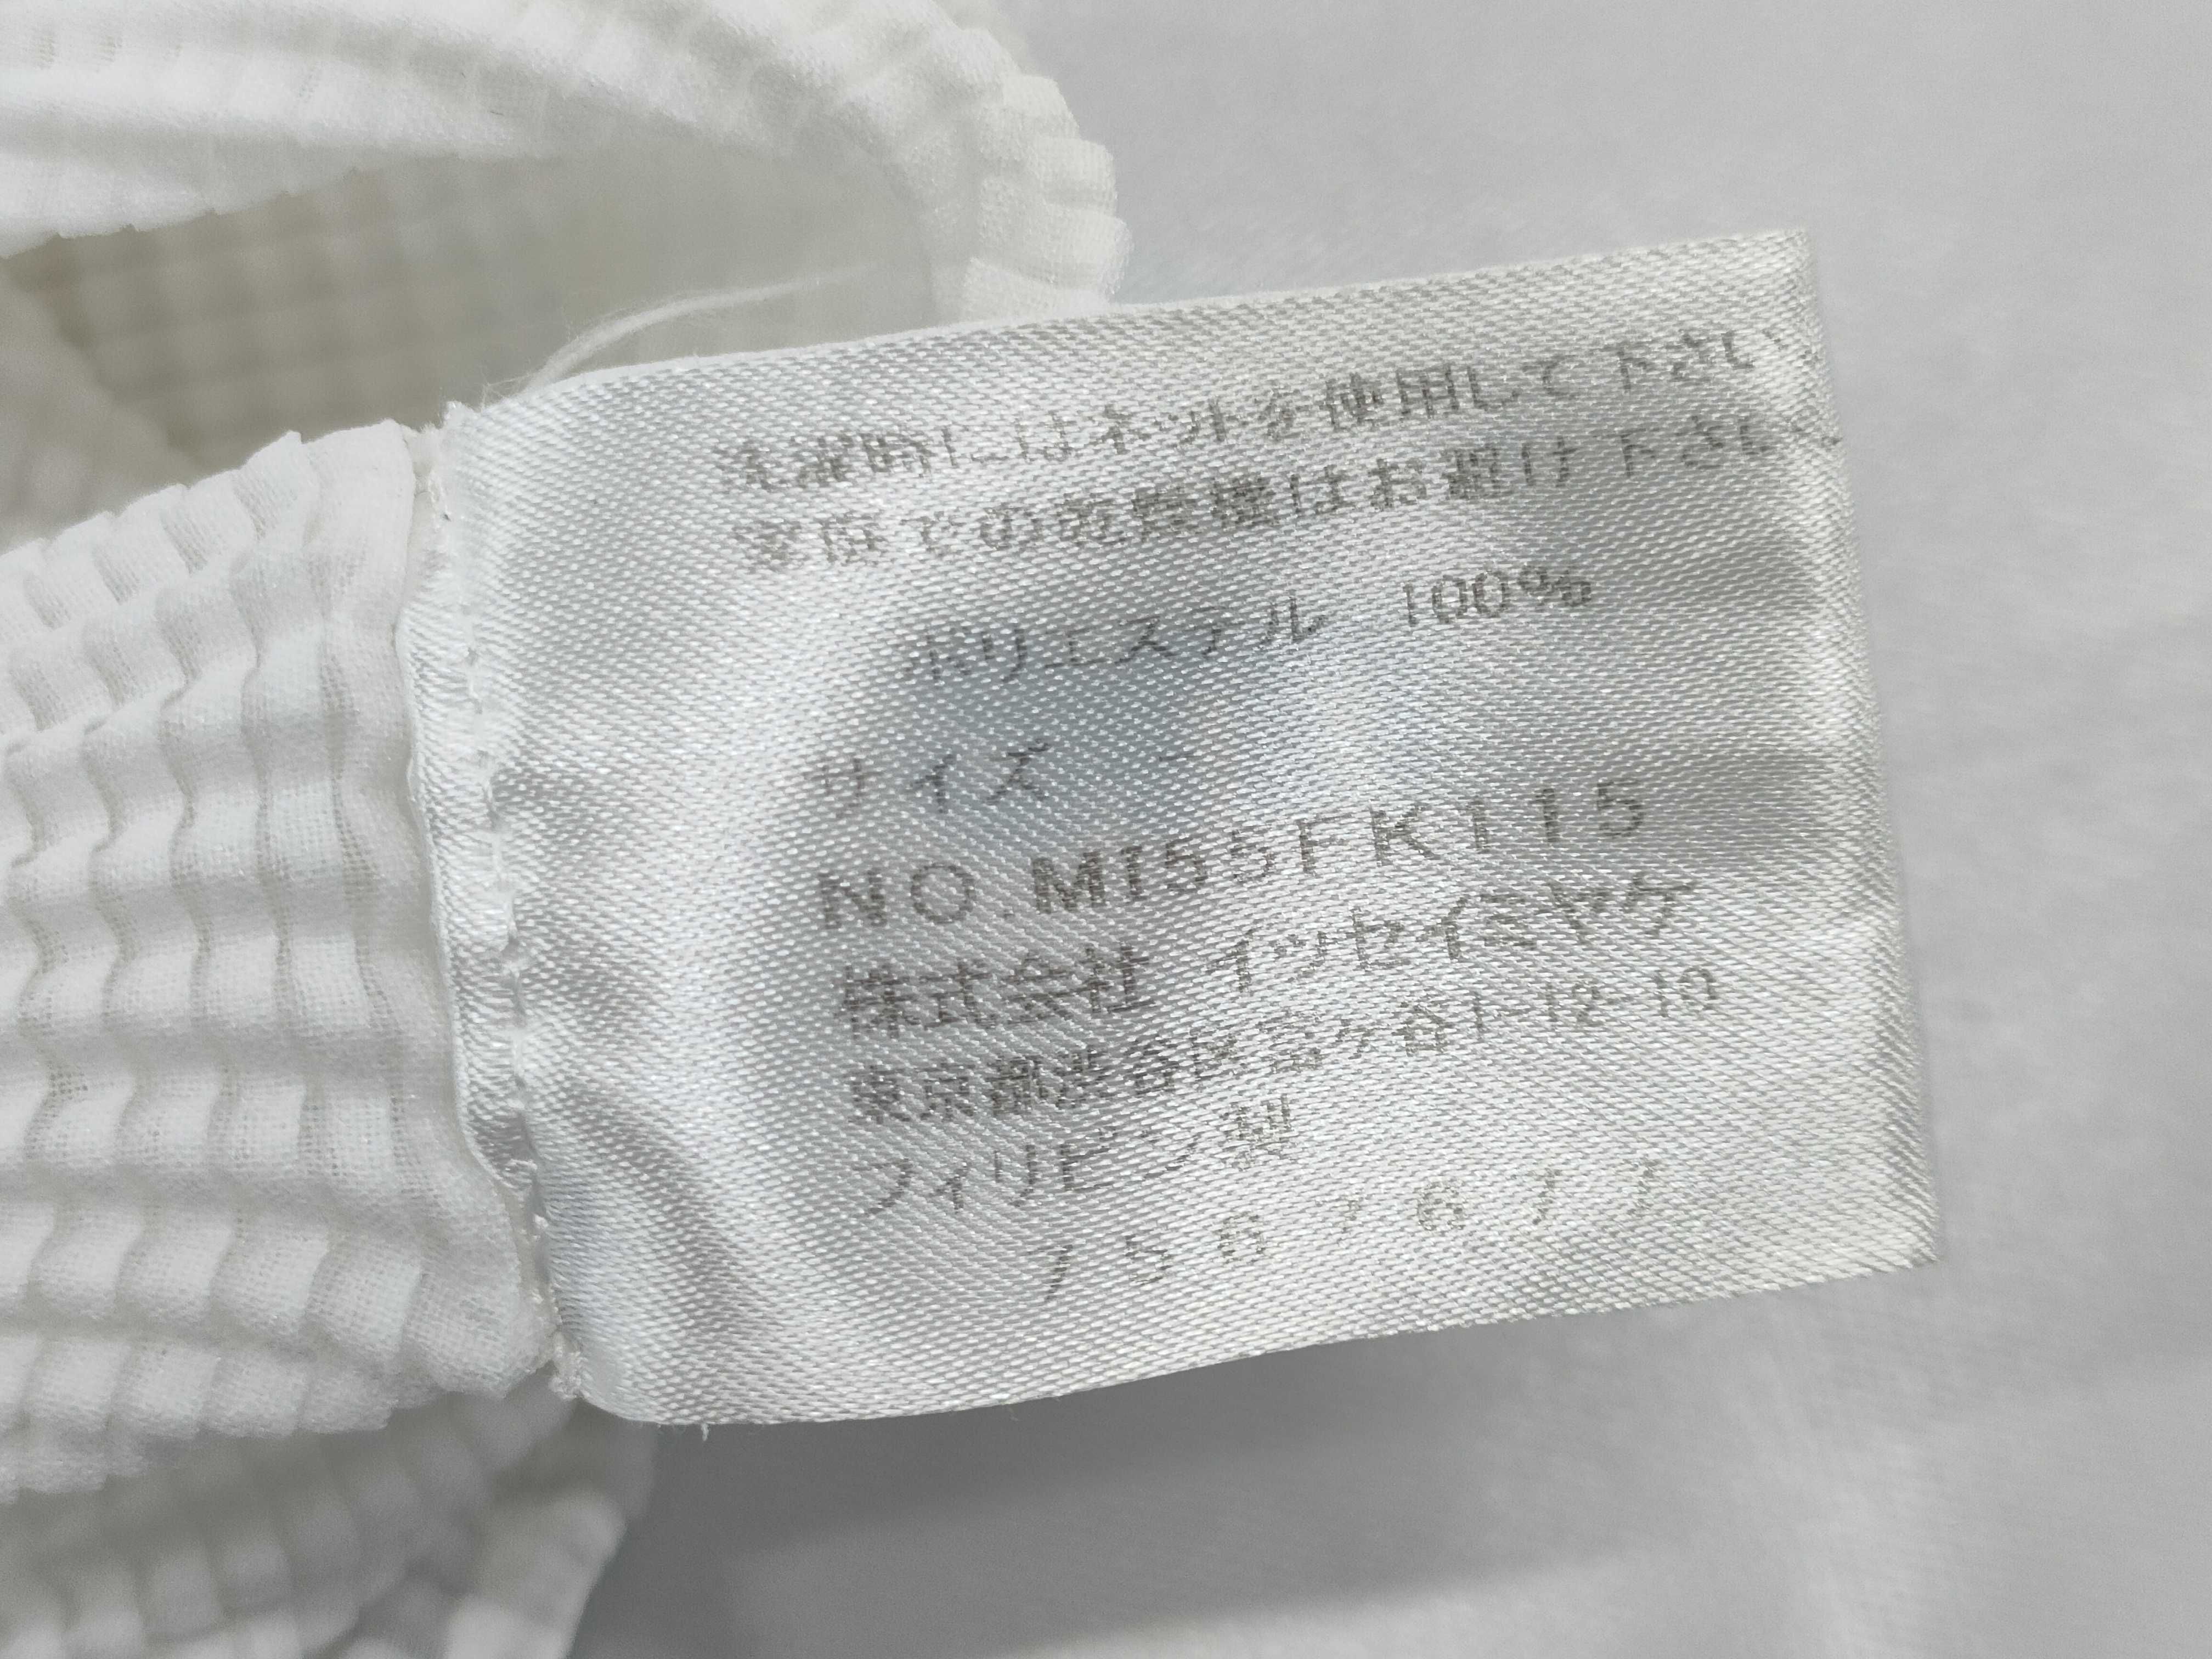 洗濯時にはネットを使用して下さい
家庭での乾燥機はお避け下さい
ポリエステル 100%
サイズ -
NO.MI55FK115
株式会社 イッセイミヤケ
東京都渋谷区富ヶ谷1-12-10
フィリピン製